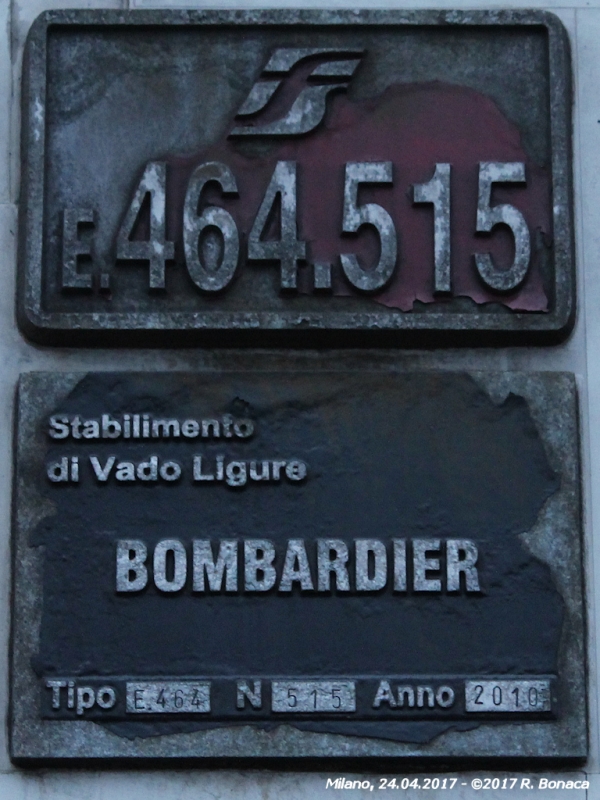 E.464.515
Stabilimento
di Vado Ligure
BOMBARDIER
Tipo E.464 N 515 Anno 2010
Milano, 24.04.2017 - ©2017 R. Bonaca